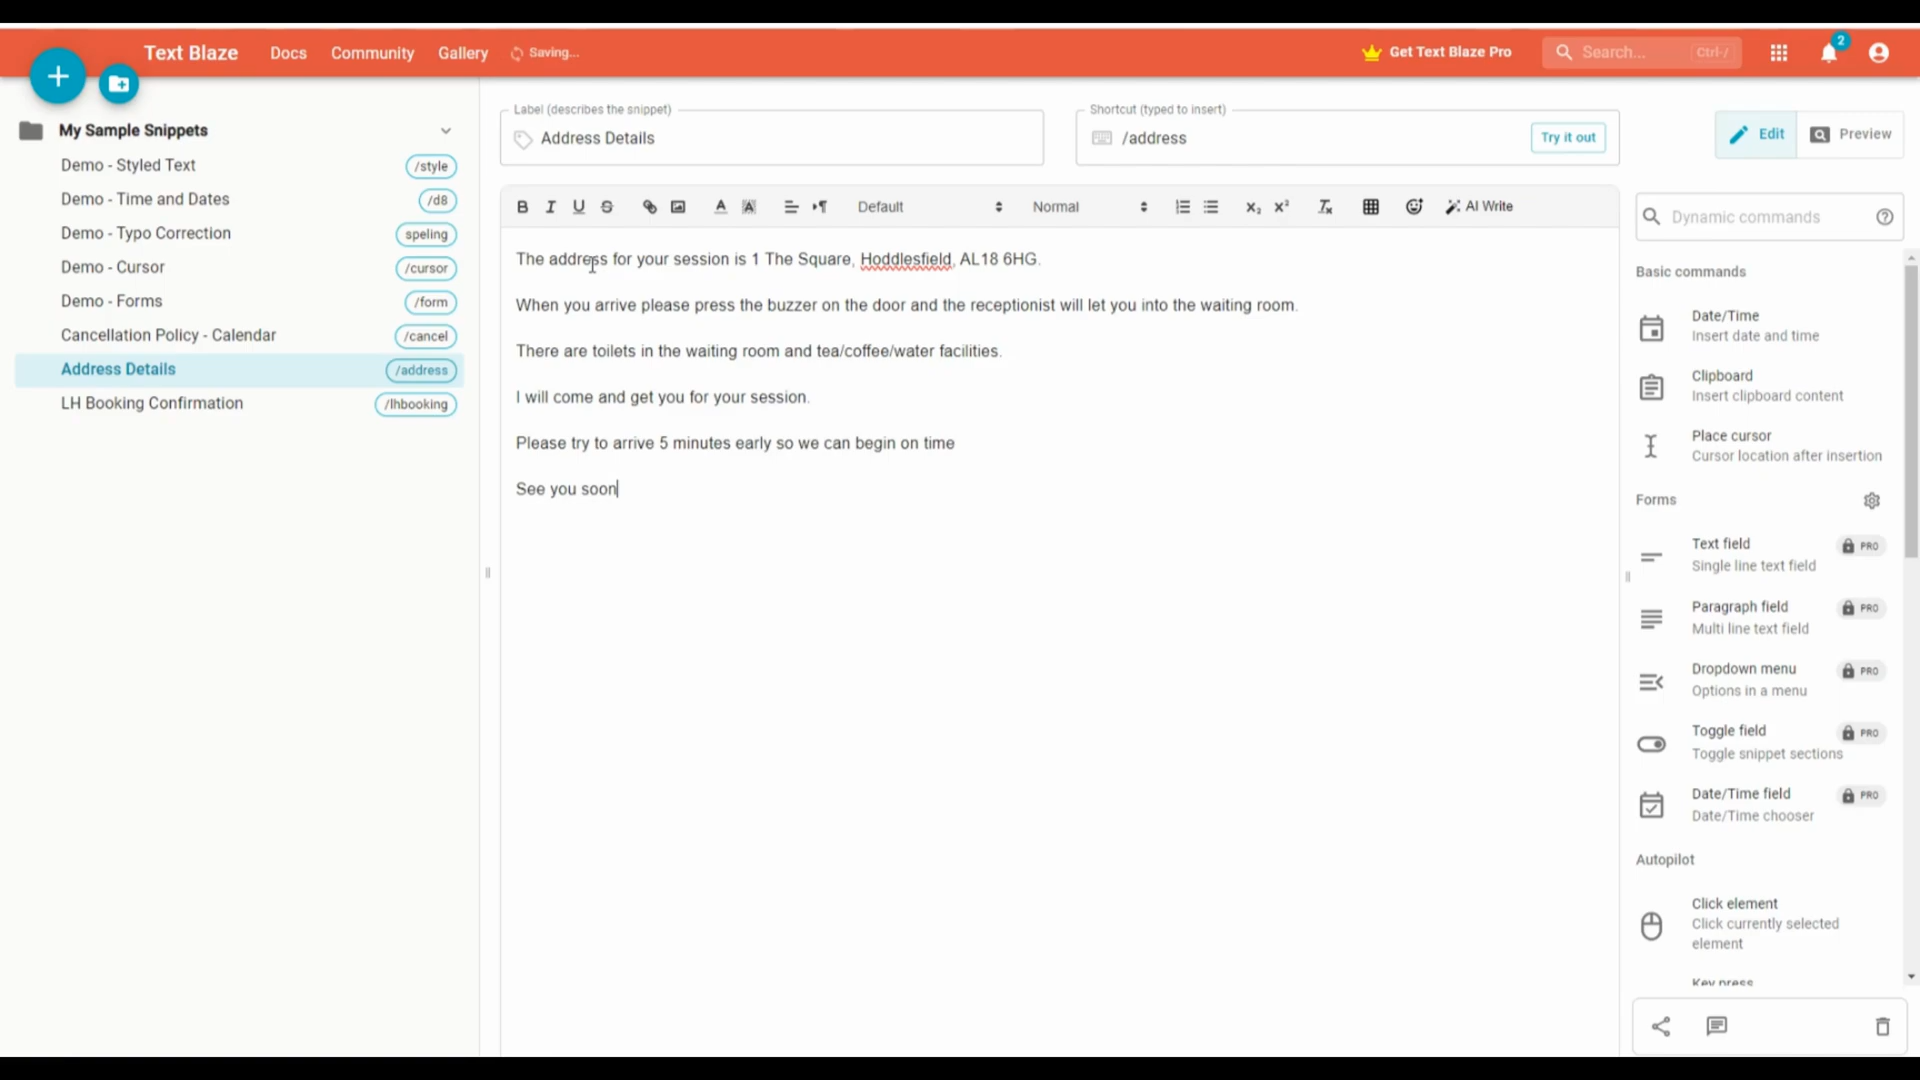 Text Blaze Docs Community Gallery Saving... Get Text Blaze Pro Search... Ctrl-/ 2
My Sample Snippets
Demo - Styled Text /style
Demo - Time and Dates /d8
Demo - Typo Correction speling
Demo - Cursor /cursor
Demo - Forms /form
Cancellation Policy - Calendar /cancel
Address Details /address
LH Booking Confirmation /lhbooking
Label (describes the snippet)
Address Details
Shortcut (typed to insert)
/address Try it out
Edit Preview
Default Normal AI Write
The address for your session is 1 The Square, Hoddlesfield, AL18 6HG.
When you arrive please press the buzzer on the door and the receptionist will let you into the waiting room.
There are toilets in the waiting room and tea/coffee/water facilities.
I will come and get you for your session.
Please try to arrive 5 minutes early so we can begin on time
See you soon
Dynamic commands
Basic commands
Date/Time
Insert date and time
Clipboard
Insert clipboard content
Place cursor
Cursor location after insertion
Forms
Text field PRO
Single line text field
Paragraph field PRO
Multi line text field
Dropdown menu PRO
Options in a menu
Toggle field PRO
Toggle snippet sections
Date/Time field PRO
Date/Time chooser
Autopilot
Click element
Click currently selected
element
Key press